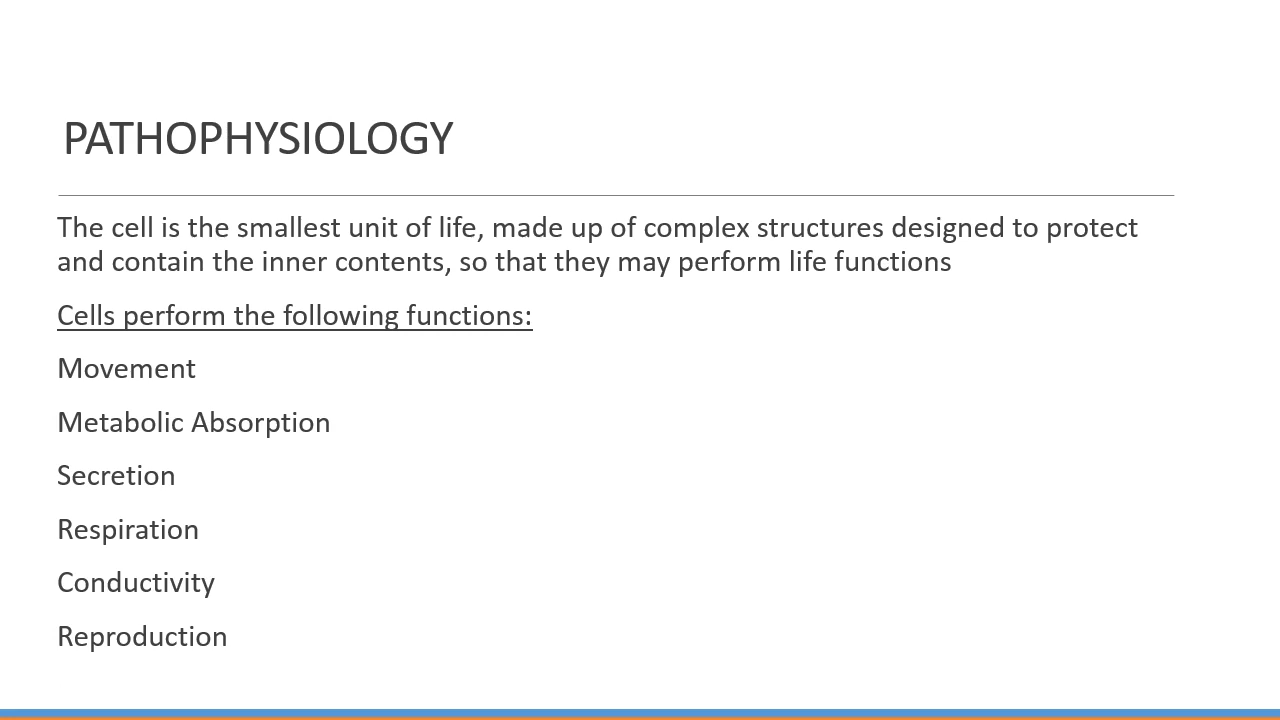 PATHOPHYSIOLOGY
The cell is the smallest unit of life, made up of complex structures designed to protect
and contain the inner contents, so that they may perform life functions
Cells perform the following functions:
Movement
Metabolic Absorption
Secretion
Respiration
Conductivity
Reproduction